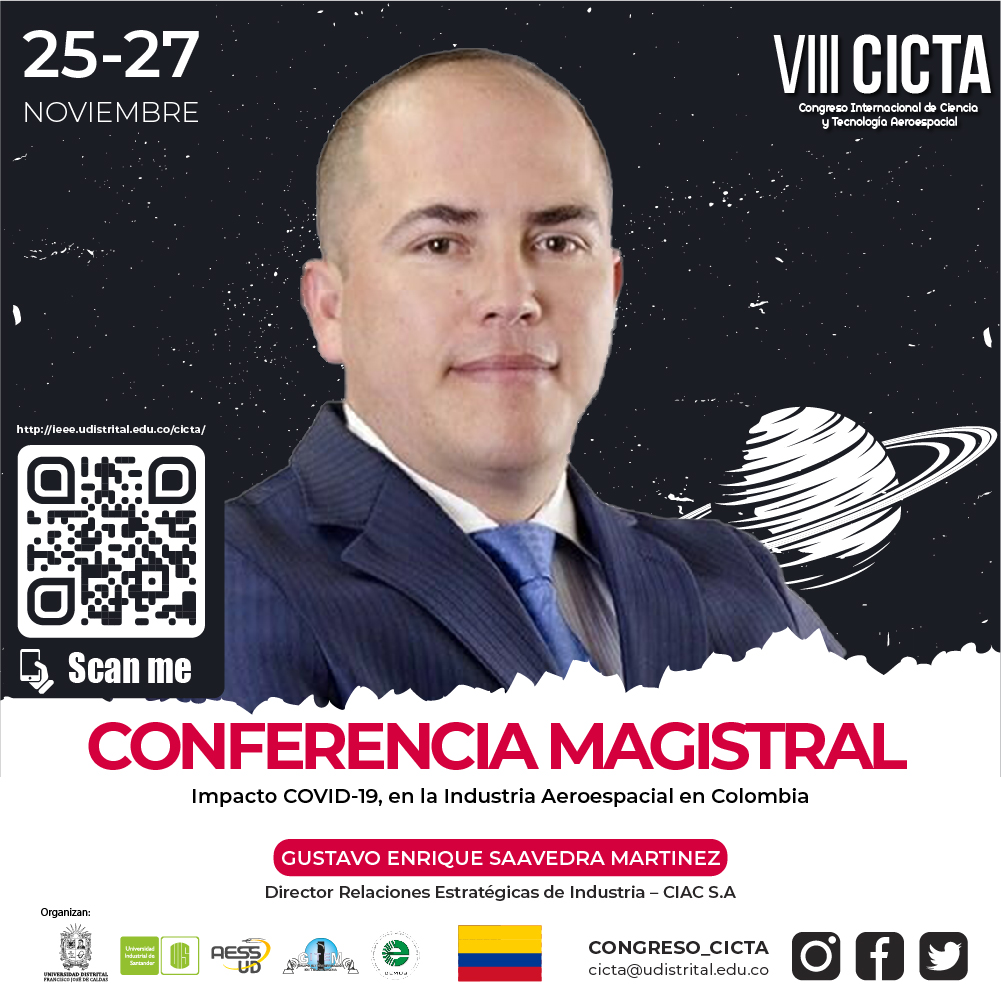 25-27
NOVIEMBRE
VIII CICTA
Congreso Internacional de Ciencia
y Tecnología Aeroespacial
http://ieee.udistrital.edu.co/cicta/
Scan me
CONFERENCIA MAGISTRAL
Impacto COVID-19, en la Industria Aeroespacial en Colombia
GUSTAVO ENRIQUE SAAVEDRA MARTINEZ
Director Relaciones Estratégicas de Industria – CIAC S.A
Organizan:
UNIVERSIDAD DISTRITAL
FRANCISCO JOSÉ DE CALDAS
Universidad
Industrial de
Santander
UIS
AESS
UD
CONGRESO_CICTA
cicta@udistrital.edu.co